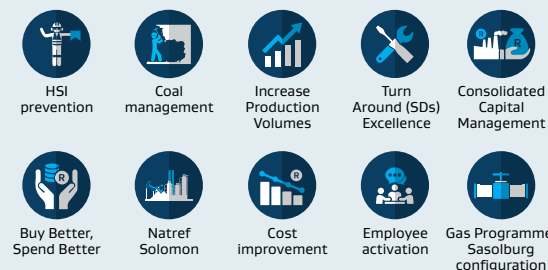 HSI
prevention
Coal
management
Increase
Production
Volumes
Turn
Around (SDs)
Excellence
R
R
Consolidated
Capital
Management
R
Buy Better,
Spend Better
Natref
Solomon
R
Cost
improvement
Employee
activation
Gas Programme
Sasolburg
configuration